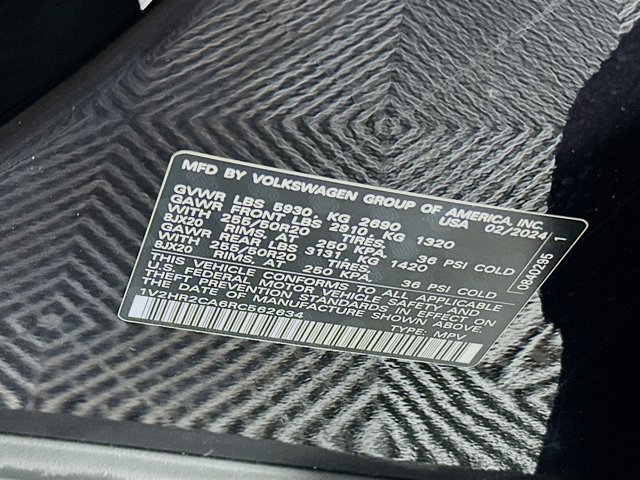 MFD BY VOLKSWAGEN GROUP OF AMERICA, INC.
USA 02/2024
GVWR LBS 5930, KG 2690
GAWR FRONT LBS 2910, KG 1320
WITH 255/50R20 TIRES,
8JX20 RIMS, AT 250 KPA, 36 PSI COLD
GAWR REAR LBS 3131, KG 1420
WITH 255/50R20 TIRES,
8JX20 RIMS, AT 250 KPA, 36 PSI COLD
THIS VEHICLE CONFORMS TO ALL APPLICABLE
U.S. FEDERAL MOTOR VEHICLE SAFETY AND
THEFT PREVENTION STANDARDS IN EFFECT ON
THE DATE OF MANUFACTURE SHOWN ABOVE.
1V2HR2CA6RC562634
TYPE: MPV
0840295
1